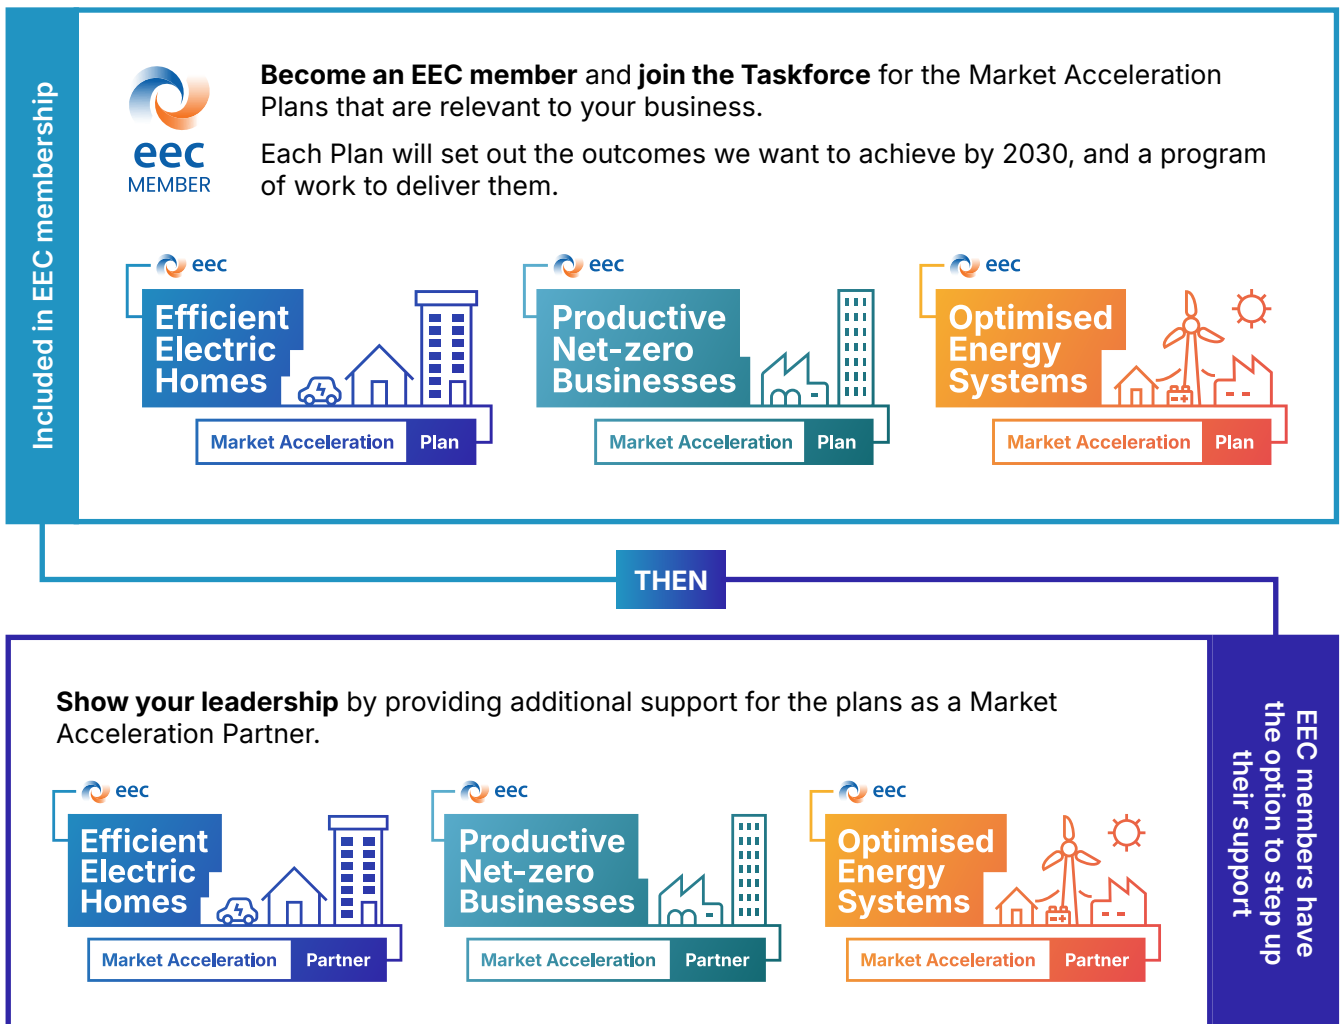 Included in EEC membership
eec
MEMBER
Become an EEC member and join the Taskforce for the Market Acceleration
Plans that are relevant to your business.
Each Plan will set out the outcomes we want to achieve by 2030, and a program
of work to deliver them.
eec
Efficient
Electric
Homes
Market Acceleration Plan
eec
Productive
Net-zero
Businesses
Market Acceleration Plan
eec
Optimised
Energy
Systems
Market Acceleration Plan
THEN
Show your leadership by providing additional support for the plans as a Market
Acceleration Partner.
eec
Efficient
Electric
Homes
Market Acceleration Partner
eec
Productive
Net-zero
Businesses
Market Acceleration Partner
eec
Optimised
Energy
Systems
Market Acceleration Partner
EEC members have
the option to step up
their support